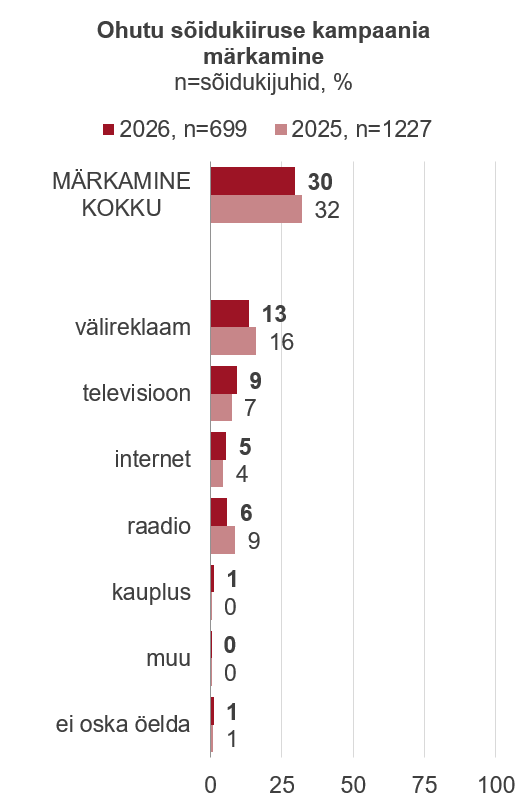 Ohutu sõidukiiruse kampaania
märkamine
n=sõidukijuhid, %
2026, n=699 2025, n=1227
MÄRKAMINE
KOKKU
30
32
välireklaam
13
16
televisioon
9
7
internet
5
4
raadio
6
9
kauplus
1
0
muu
0
0
ei oska öelda
1
1
0 25 50 75 100